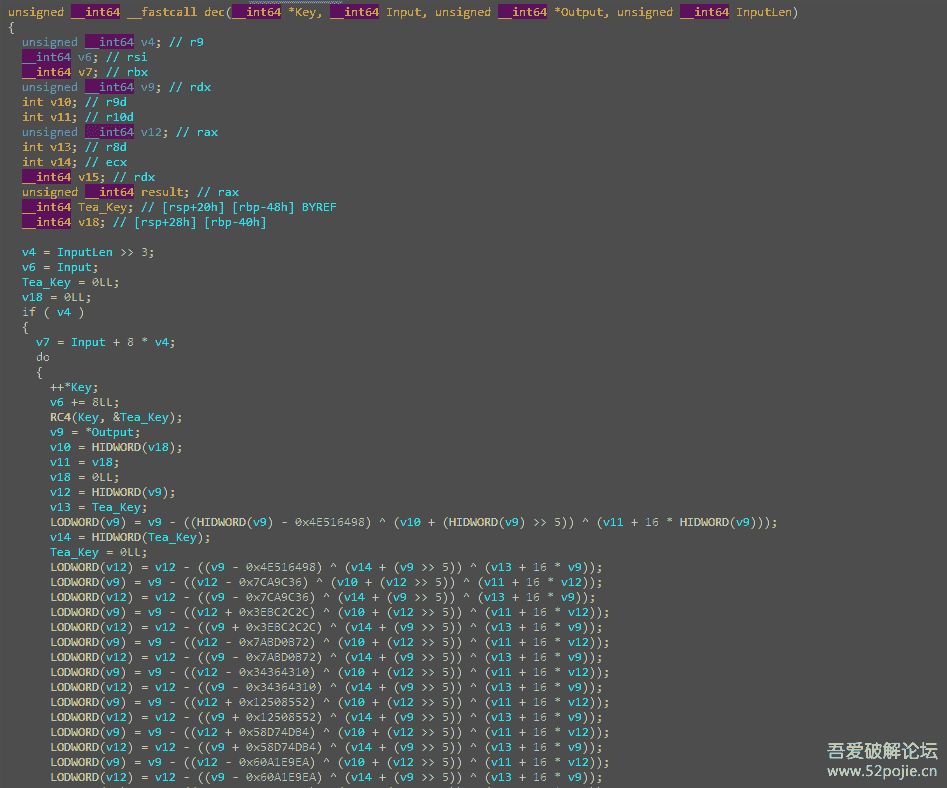 unsigned __int64 __fastcall dec(__int64 *Key, __int64 Input, unsigned __int64 *Output, unsigned __int64 InputLen)
{
unsigned __int64 v4; // r9
__int64 v6; // rsi
__int64 v7; // rbx
unsigned __int64 v9; // rdx
int v10; // r9d
int v11; // r10d
unsigned __int64 v12; // rax
int v13; // r8d
int v14; // ecx
__int64 v15; // rdx
unsigned __int64 result; // rax
__int64 Tea_Key; // [rsp+20h] [rbp-48h] BYREF
__int64 v18; // [rsp+28h] [rbp-40h]
v4 = InputLen >> 3;
v6 = Input;
Tea_Key = 0LL;
v18 = 0LL;
if ( v4 )
{
v7 = Input + 8 * v4;
do
{
++*Key;
v6 += 8LL;
RC4(Key, &Tea_Key);
v9 = *Output;
v10 = HIDWORD(v18);
v11 = v18;
v18 = 0LL;
v12 = HIDWORD(v9);
v13 = Tea_Key;
LODWORD(v9) = v9 - ((HIDWORD(v9) - 0x4E516498) ^ (v10 + (HIDWORD(v9) >> 5)) ^ (v11 + 16 * HIDWORD(v9)));
v14 = HIDWORD(Tea_Key);
Tea_Key = 0LL;
LODWORD(v12) = v12 - ((v9 - 0x4E516498) ^ (v14 + (v9 >> 5)) ^ (v13 + 16 * v9));
LODWORD(v9) = v9 - ((v12 - 0x7CA9C36) ^ (v10 + (v12 >> 5)) ^ (v11 + 16 * v12));
LODWORD(v12) = v12 - ((v9 - 0x7CA9C36) ^ (v14 + (v9 >> 5)) ^ (v13 + 16 * v9));
LODWORD(v9) = v9 - ((v12 + 0x3EBC2C2C) ^ (v10 + (v12 >> 5)) ^ (v11 + 16 * v12));
LODWORD(v12) = v12 - ((v9 + 0x3EBC2C2C) ^ (v14 + (v9 >> 5)) ^ (v13 + 16 * v9));
LODWORD(v9) = v9 - ((v12 - 0x7ABD0B72) ^ (v10 + (v12 >> 5)) ^ (v11 + 16 * v12));
LODWORD(v12) = v12 - ((v9 - 0x7ABD0B72) ^ (v14 + (v9 >> 5)) ^ (v13 + 16 * v9));
LODWORD(v9) = v9 - ((v12 - 0x34364310) ^ (v10 + (v12 >> 5)) ^ (v11 + 16 * v12));
LODWORD(v12) = v12 - ((v9 - 0x34364310) ^ (v14 + (v9 >> 5)) ^ (v13 + 16 * v9));
LODWORD(v9) = v9 - ((v12 + 0x12508552) ^ (v10 + (v12 >> 5)) ^ (v11 + 16 * v12));
LODWORD(v12) = v12 - ((v9 + 0x12508552) ^ (v14 + (v9 >> 5)) ^ (v13 + 16 * v9));
LODWORD(v9) = v9 - ((v12 + 0x58D74DB4) ^ (v10 + (v12 >> 5)) ^ (v11 + 16 * v12));
LODWORD(v12) = v12 - ((v9 + 0x58D74DB4) ^ (v14 + (v9 >> 5)) ^ (v13 + 16 * v9));
LODWORD(v9) = v9 - ((v12 - 0x60A1E9EA) ^ (v10 + (v12 >> 5)) ^ (v11 + 16 * v12));
LODWORD(v12) = v12 - ((v9 - 0x60A1E9EA) ^ (v14 + (v9 >> 5)) ^ (v13 + 16 * v9));
吾爱破解论坛
www.52pojie.cn